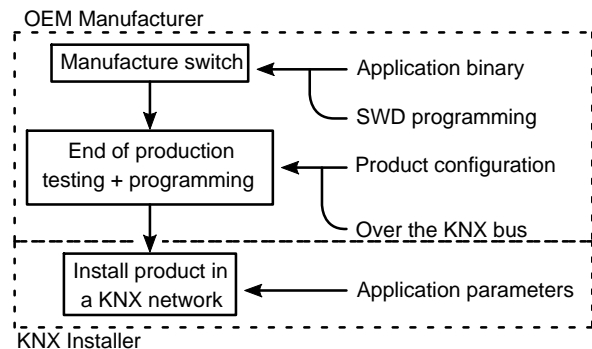 OEM Manufacturer
Manufacture switch
Application binary
SWD programming
End of production
testing + programming
Product configuration
Over the KNX bus
Install product in
a KNX network
Application parameters
KNX Installer